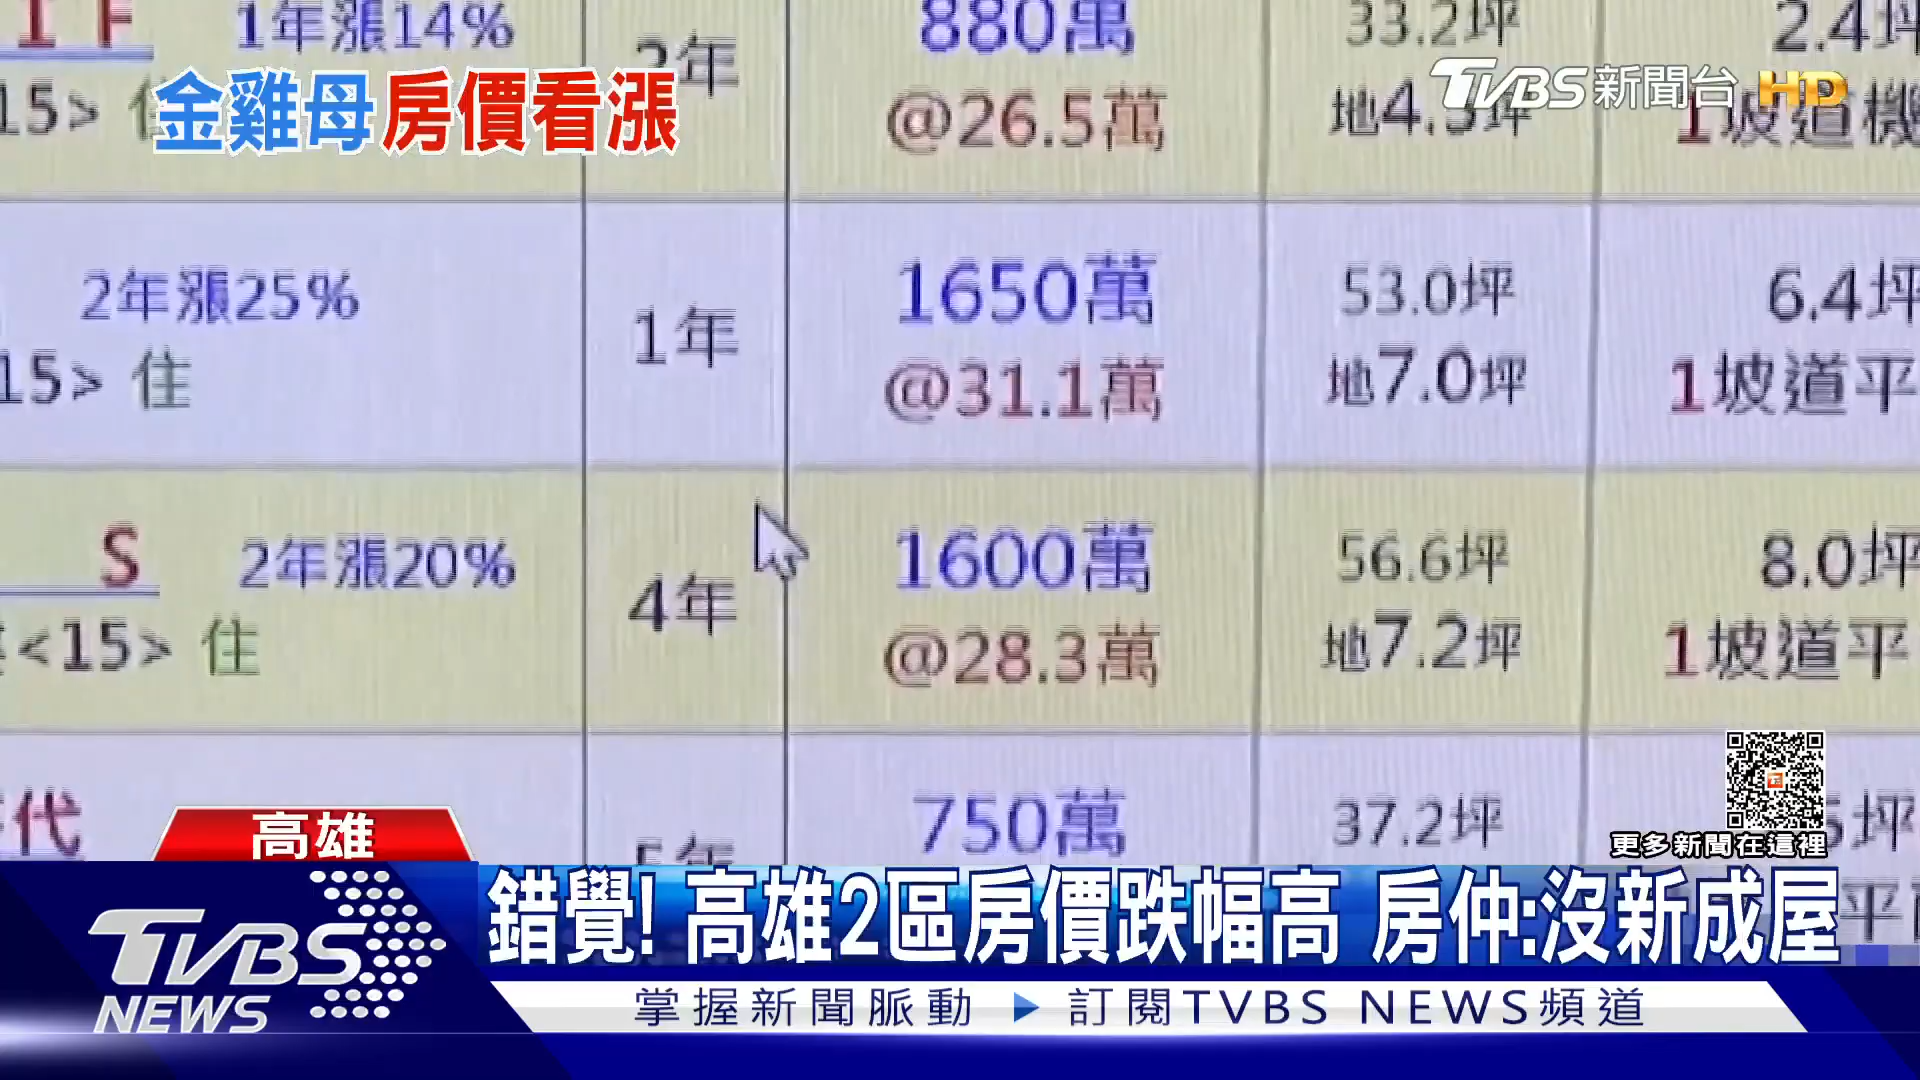 1年漲14%
880萬
33.2坪
2.4坪
金雞母房價看漲
2年
@26.5萬
地4.5坪
1坡道機
15> 住
TVBS新聞台 HD
2年漲25%
1年
1650萬
53.0坪
6.4坪
15> 住
@31.1萬
地7.0坪
1坡道平
S 2年漲20%
4年
1600萬
56.6坪
8.0坪
<15> 住
@28.3萬
地7.2坪
1坡道平
代
5年
750萬
37.2坪
5坪
更多新聞在這裡
高雄
錯覺! 高雄2區房價跌幅高 房仲:沒新成屋
TVBS
NEWS
掌握新聞脈動 ▶ 訂閱TVBS NEWS頻道